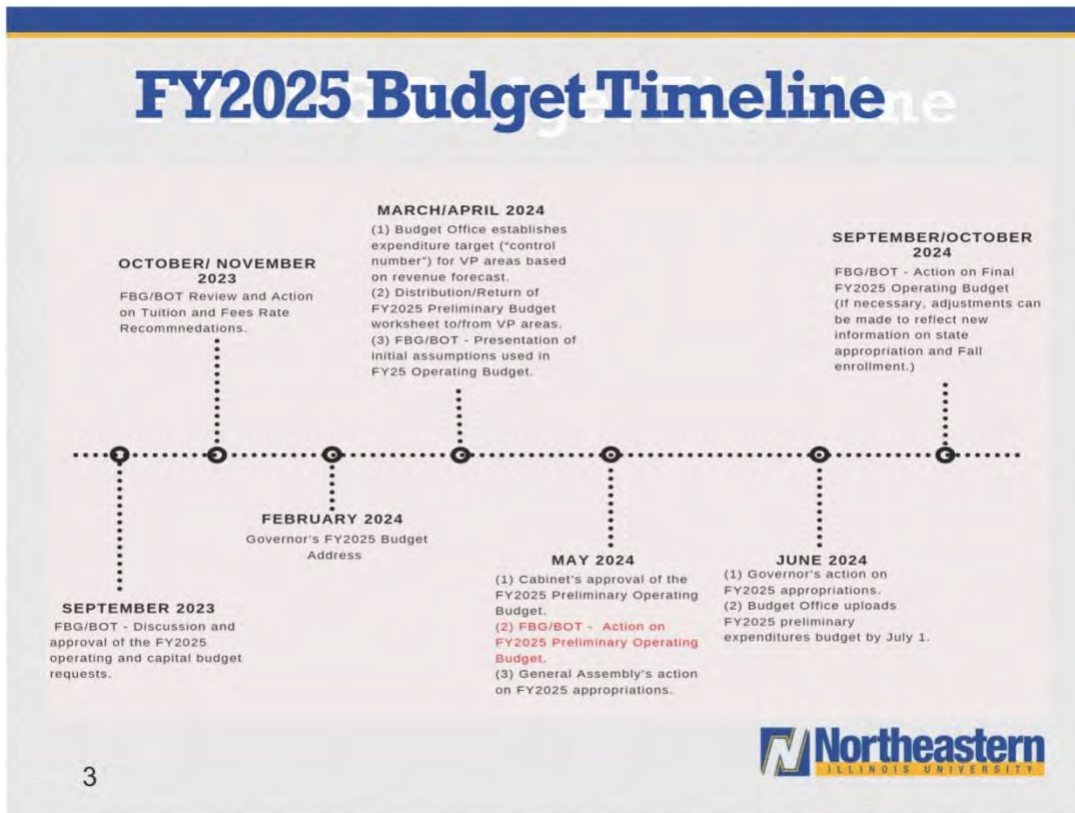 FY2025 Budget Timeline
OCTOBER/ NOVEMBER
2023
FBG/BOT Review and Action
on Tuition and Fees Rate
Recommnedations.
MARCH/APRIL 2024
(1) Budget Office establishes
expenditure target ("control
number") for VP areas based
on revenue forecast.
(2) Distribution/Return of
FY2025 Preliminary Budget
worksheet to/from VP areas.
(3) FBG/BOT - Presentation of
initial assumptions used in
FY25 Operating Budget.
SEPTEMBER/OCTOBER
2024
FBG/BOT - Action on Final
FY2025 Operating Budget
(If necessary, adjustments can
be made to reflect new
information on state
appropriation and Fall
enrollment.)
SEPTEMBER 2023
FBG/BOT - Discussion and
approval of the FY2025
operating and capital budget
requests.
FEBRUARY 2024
Governor's FY2025 Budget
Address
MAY 2024
(1) Cabinet's approval of the
FY2025 Preliminary Operating
Budget.
(2) FBG/BOT - Action on
FY2025 Preliminary Operating
Budget.
(3) General Assembly's action
on FY2025 appropriations.
JUNE 2024
(1) Governor's action on
FY2025 appropriations.
(2) Budget Office uploads
FY2025 preliminary
expenditures budget by July 1.
3
Northeastern
ILLINOIS UNIVERSITY